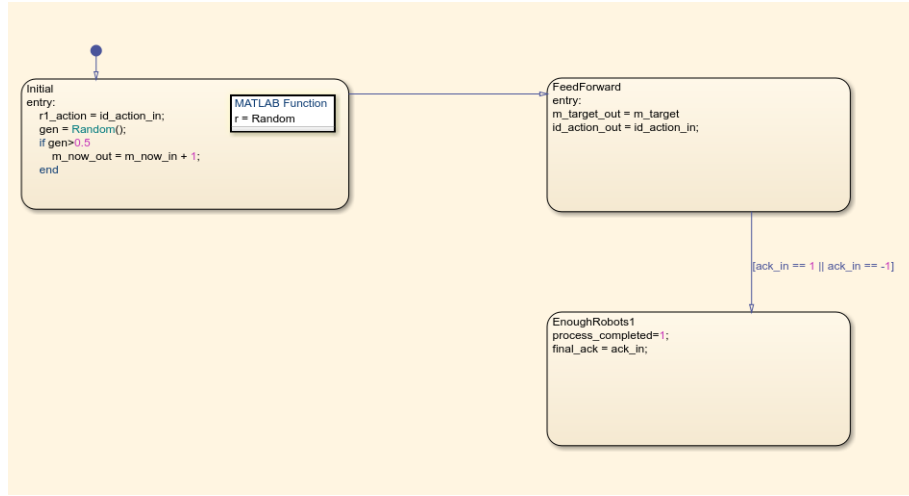 Initial
entry:
r1_action = id_action_in;
gen = Random();
if gen>0.5
m_now_out = m_now_in + 1;
end
MATLAB Function
r = Random
FeedForward
entry:
m_target_out = m_target
id_action_out = id_action_in;
[ack_in == 1 || ack_in == -1]
EnoughRobots1
process_completed=1;
final_ack = ack_in;